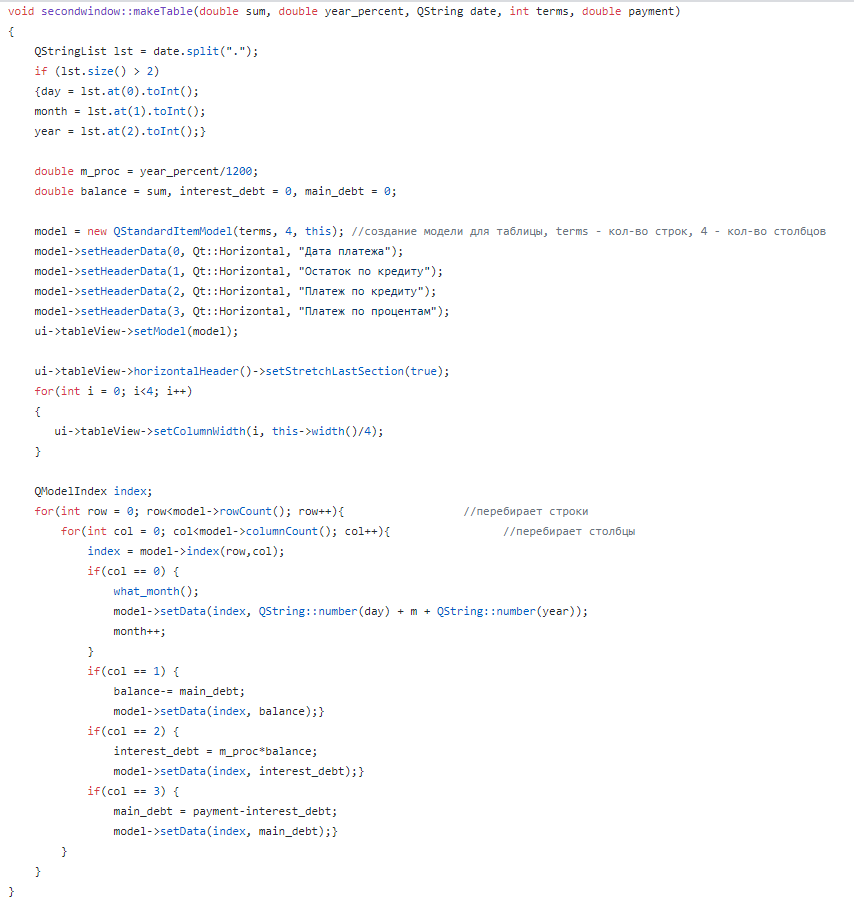 void secondwindow::makeTable(double sum, double year_percent, QString date, int terms, double payment)
{
    QStringList lst = date.split(".");
    if (lst.size() > 2)
    {day = lst.at(0).toInt();
    month = lst.at(1).toInt();
    year = lst.at(2).toInt();}

    double m_proc = year_percent/1200;
    double balance = sum, interest_debt = 0, main_debt = 0;

    model = new QStandardItemModel(terms, 4, this); //создание модели для таблицы, terms - кол-во строк, 4 - кол-во столбцов
    model->setHeaderData(0, Qt::Horizontal, "Дата платежа");
    model->setHeaderData(1, Qt::Horizontal, "Остаток по кредиту");
    model->setHeaderData(2, Qt::Horizontal, "Платеж по кредиту");
    model->setHeaderData(3, Qt::Horizontal, "Платеж по процентам");
    ui->tableView->setModel(model);

    ui->tableView->horizontalHeader()->setStretchLastSection(true);
    for(int i = 0; i<4; i++)
    {
       ui->tableView->setColumnWidth(i, this->width()/4);
    }

    QModelIndex index;
    for(int row = 0; row<model->rowCount(); row++){                  //перебирает строки
        for(int col = 0; col<model->columnCount(); col++){                 //перебирает столбцы
            index = model->index(row,col);
            if(col == 0) {
                what_month();
                model->setData(index, QString::number(day) + m + QString::number(year));
                month++;
            }
            if(col == 1) {
                balance-= main_debt;
                model->setData(index, balance);}
            if(col == 2) {
                interest_debt = m_proc*balance;
                model->setData(index, interest_debt);}
            if(col == 3) {
                main_debt = payment-interest_debt;
                model->setData(index, main_debt);}
        }
    }
}